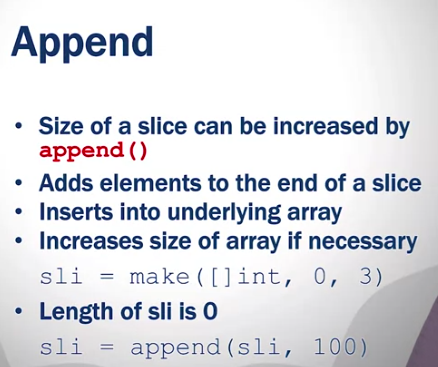 Append
• Size of a slice can be increased by
append()
• Adds elements to the end of a slice
• Inserts into underlying array
• Increases size of array if necessary
sli = make([]int, 0, 3)
• Length of sli is 0
sli = append(sli, 100)